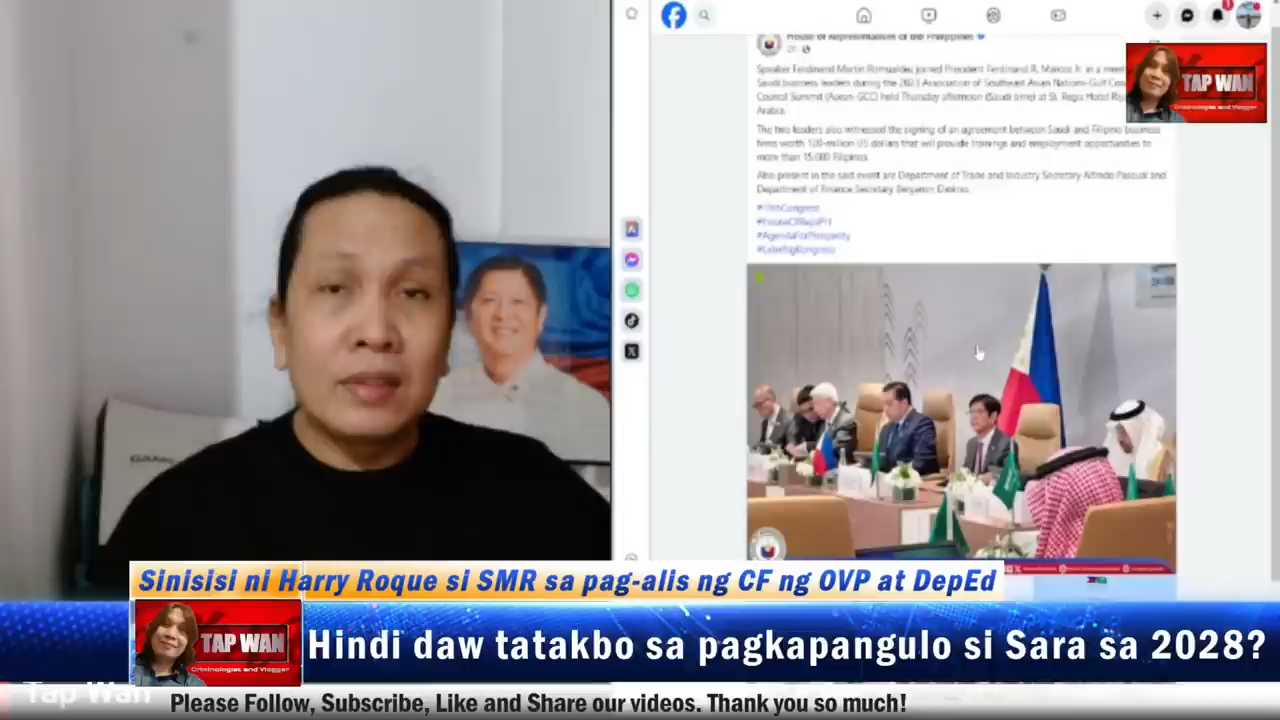 House of Representatives of the Philippines
2h
Speaker Ferdinand Martin Romualdez joined President Ferdinand R. Marcos Jr. in a meet
Saudi business leaders during the 2023 Association of Southeast Asian Nations-Gulf Coo
Council Summit (Asean-GCC) held Thursday afternoon (Saudi time) at St. Regis Hotel Riy
Arabia.
The two leaders also witnessed the signing of an agreement between Saudi and Filipino business
firms worth 120-million US dollars that will provide trainings and employment opportunities to
more than 15,000 Filipinos.
Also present in the said event are Department of Trade and Industry Secretary Alfredo Pascual and
Department of Finance Secretary Benjamin Diokno.
#19thCongress
#HouseOfRepsPH
#AgendaForProsperity
TAP WAN
Criminologist and Vlogger
Sinisisi ni Harry Roque si SMR sa pag-alis ng CF ng OVP at DepEd
TAP WAN
Criminologist and Vlogger
Hindi daw tatakbo sa pagkapangulo si Sara sa 2028?
Tap Wan
Please Follow, Subscribe, Like and Share our videos. Thank you so much!